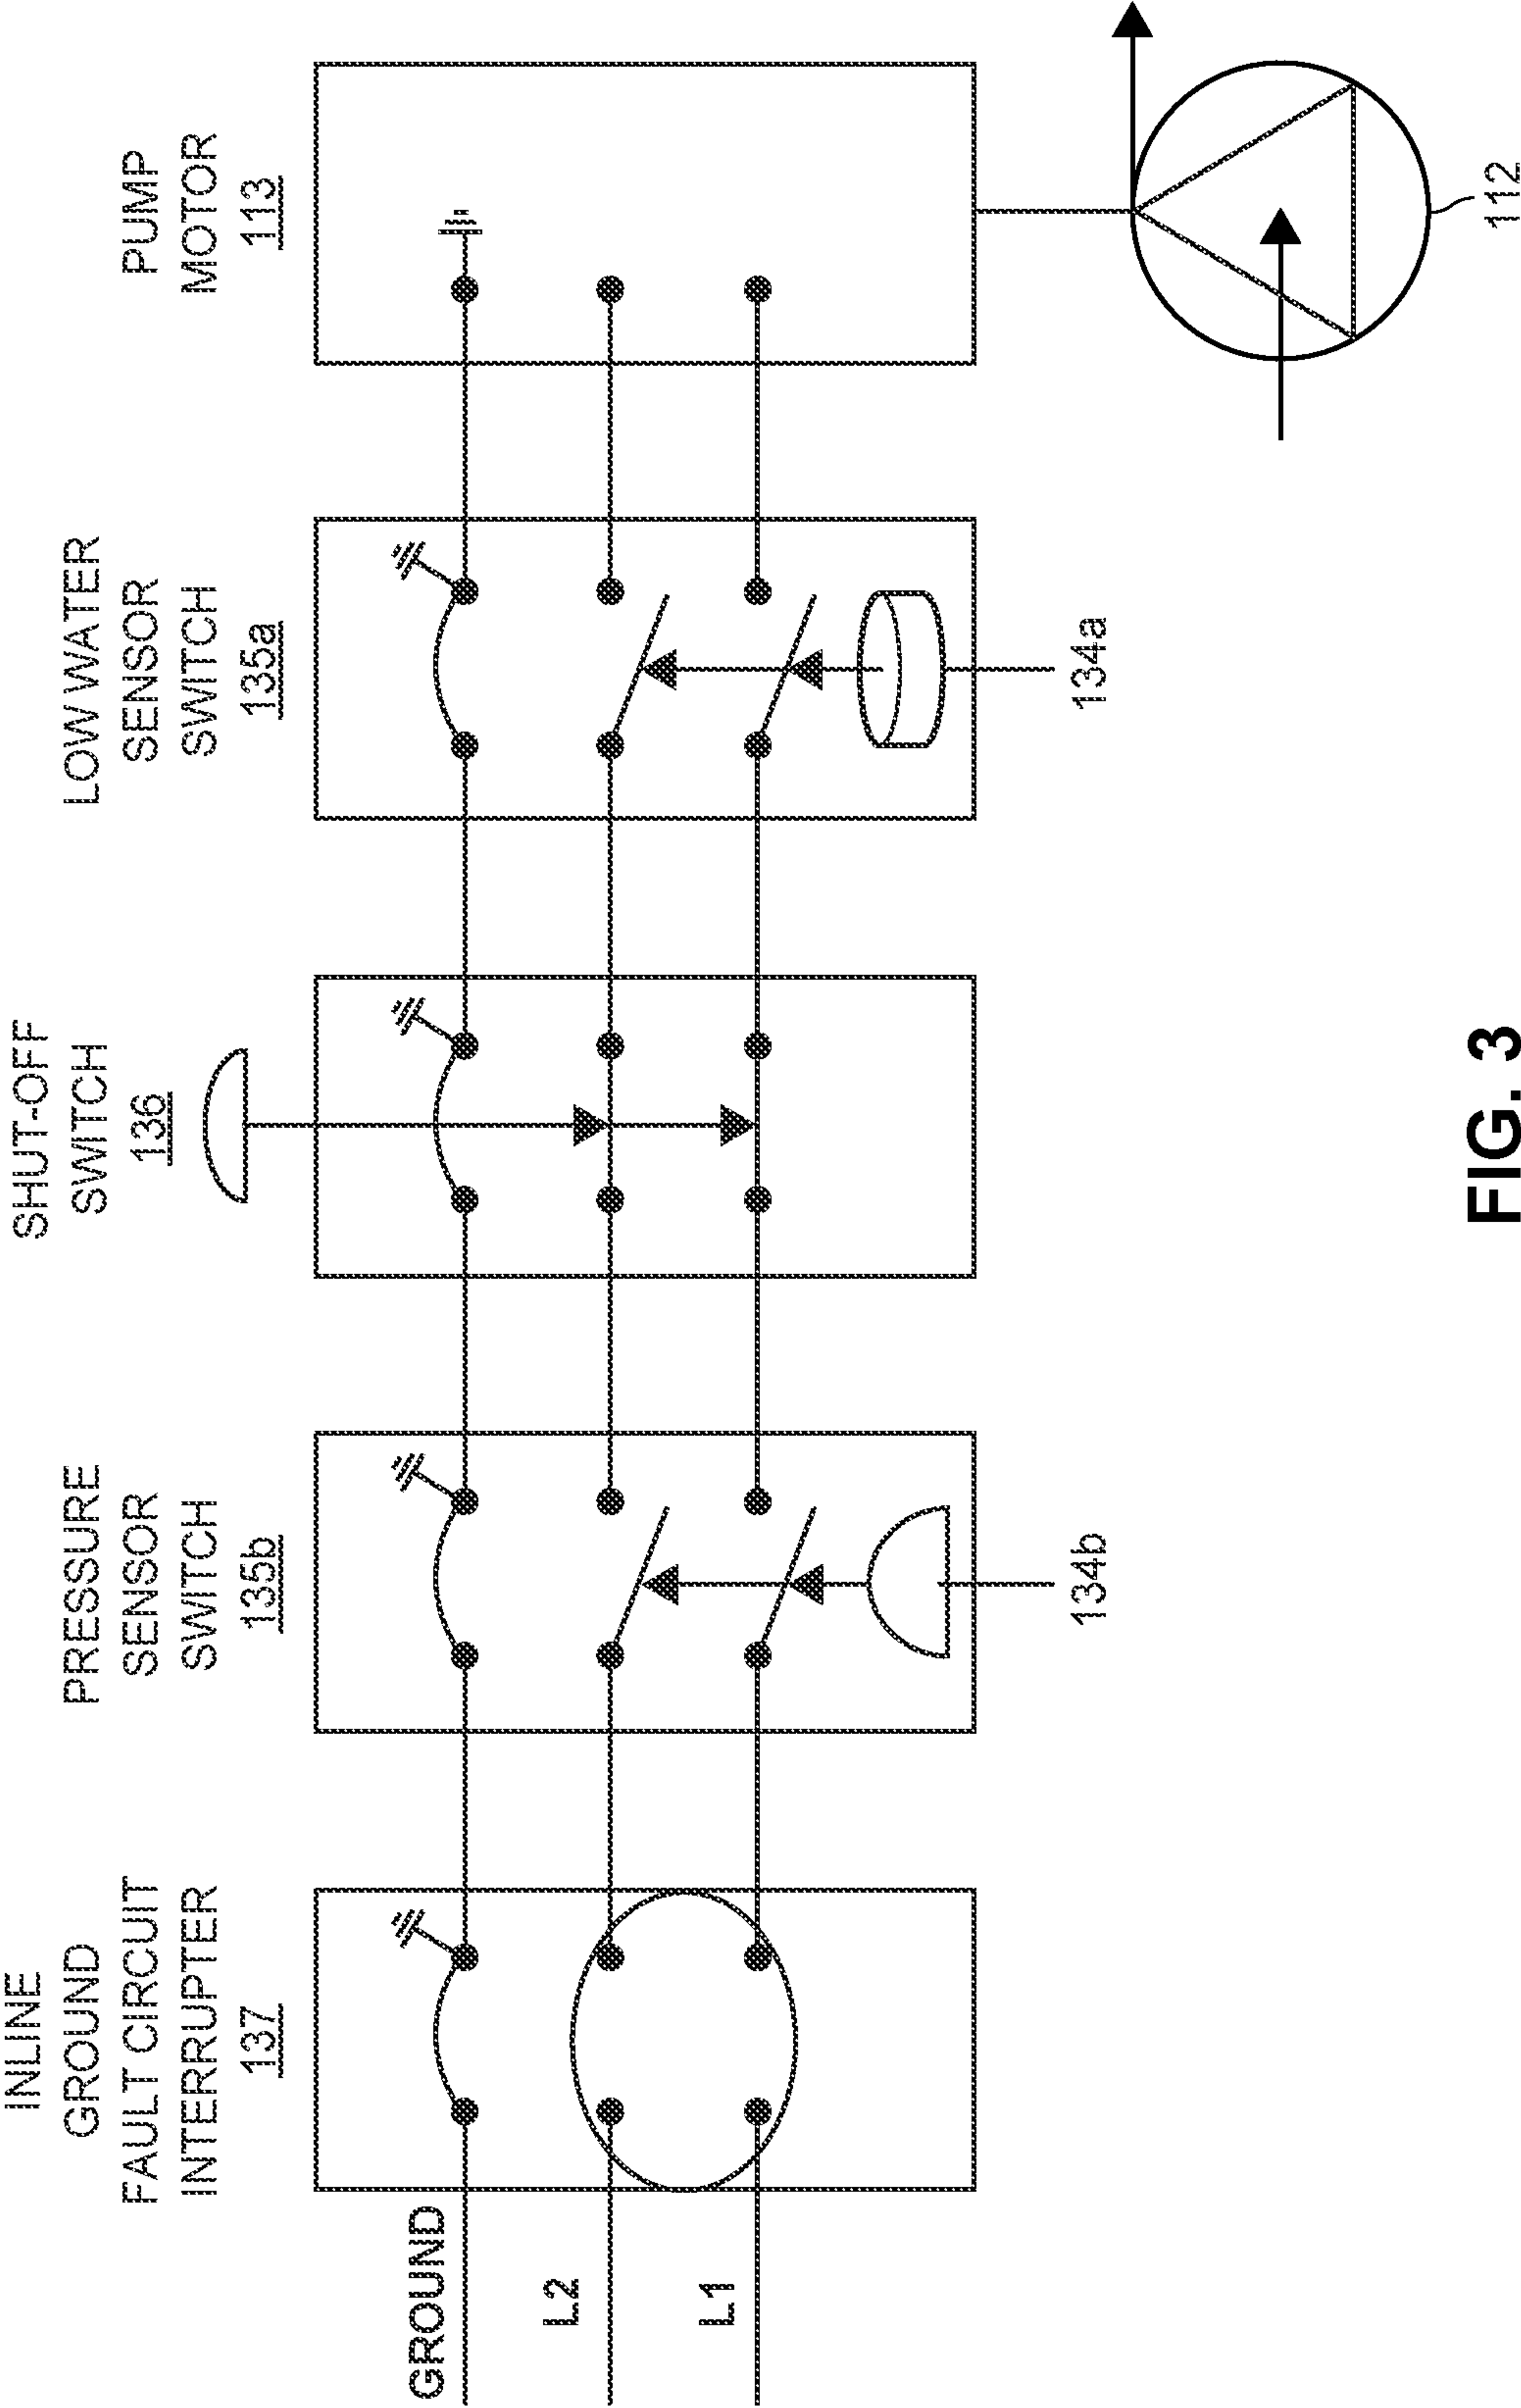 INLINE
GROUND
FAULT CIRCUIT
INTERRUPTER
137
PRESSURE
SENSOR
SWITCH
135b
SHUT-OFF
SWITCH
136
LOW WATER
SENSOR
SWITCH
135a
PUMP
MOTOR
113
GROUND
L2
L1
134b
134a
112
FIG. 3